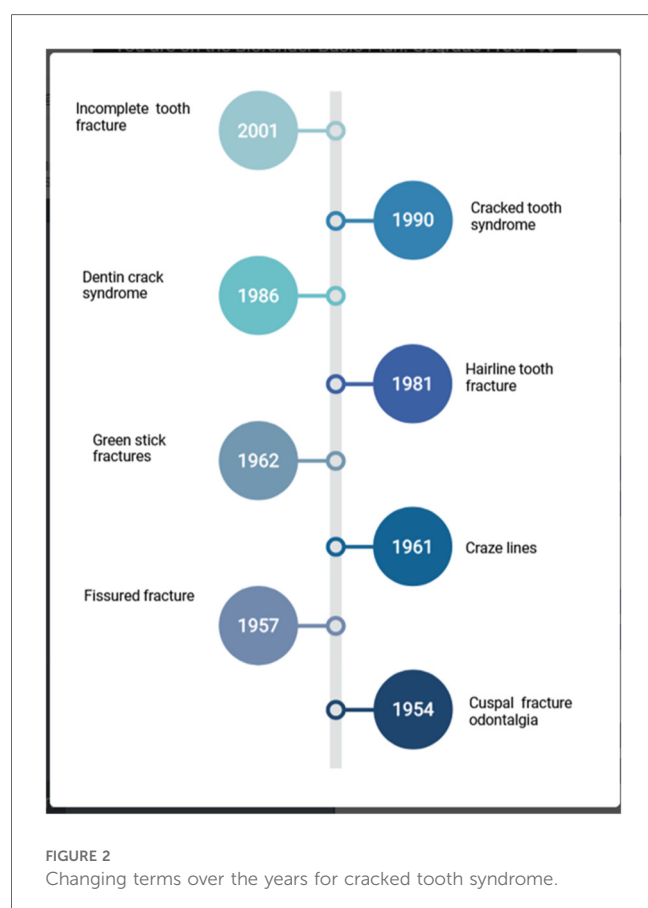 Incomplete tooth
fracture
2001
1990
Cracked tooth
syndrome
Dentin crack
syndrome
1986
1981
Hairline tooth
fracture
Green stick
fractures
1962
1961
Craze lines
Fissured fracture
1957
1954
Cuspal fracture
odontalgia
FIGURE 2
Changing terms over the years for cracked tooth syndrome.